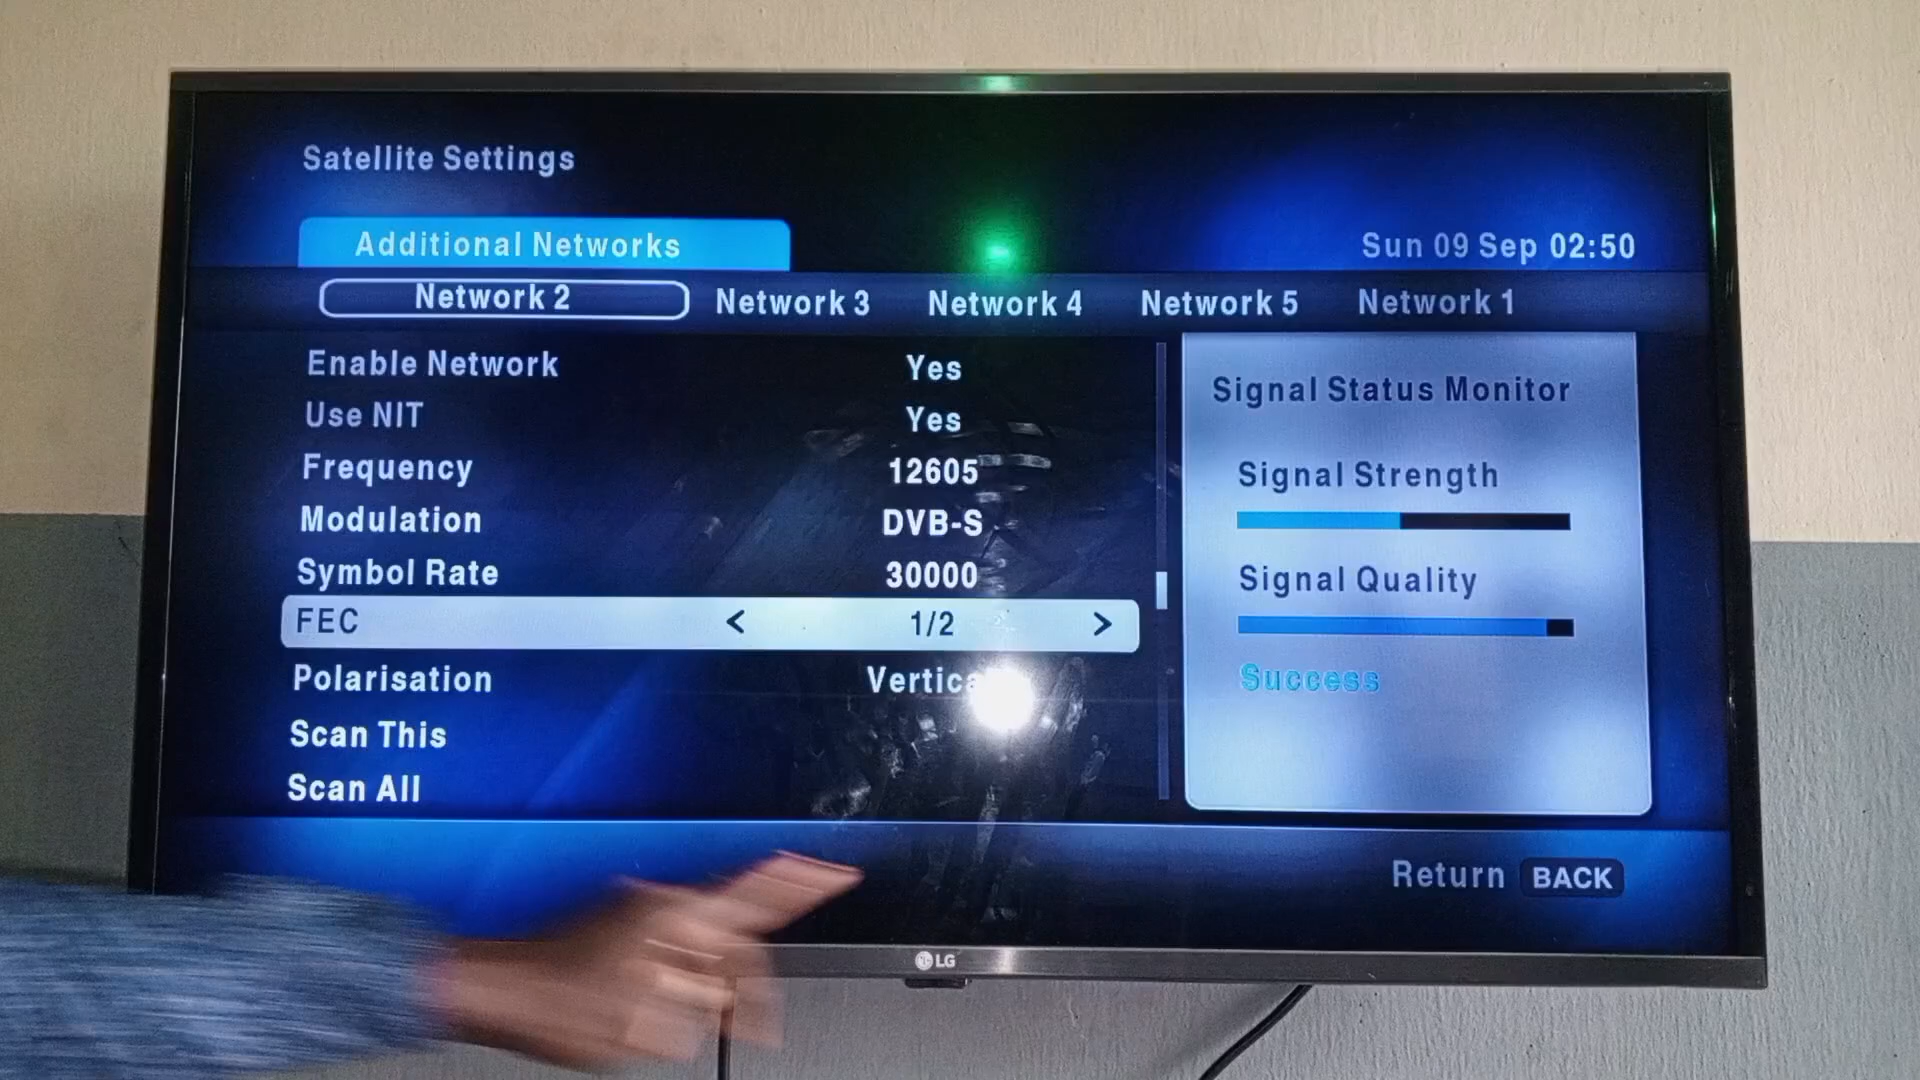 Satellite Settings
Additional Networks
Sun 09 Sep 02:50
Network 2 Network 3 Network 4 Network 5 Network 1
Enable Network Yes
Use NIT Yes
Frequency 12605
Modulation DVB-S
Symbol Rate 30000
FEC < 1/2 >
Polarisation Vertica
Scan This
Scan All
Signal Status Monitor
Signal Strength
Signal Quality
Success
Return BACK
LG